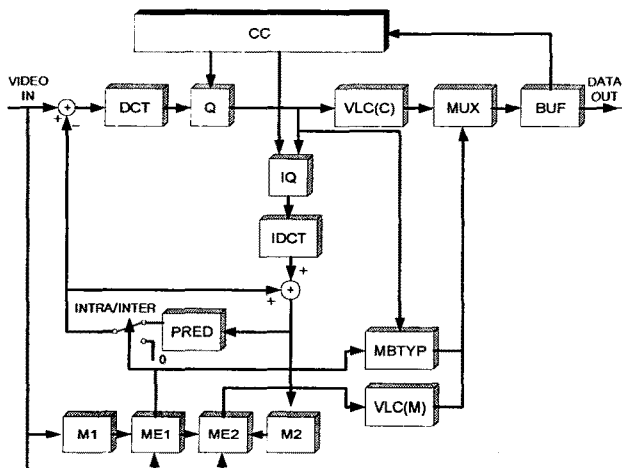 CC
VIDEO
IN
DATA
OUT
+
+
−
DCT
Q
VLC(C)
MUX
BUF
IQ
IDCT
+
+
+
INTRA/INTER
PRED
0
MBTYP
VLC(M)
M1
ME1
ME2
M2